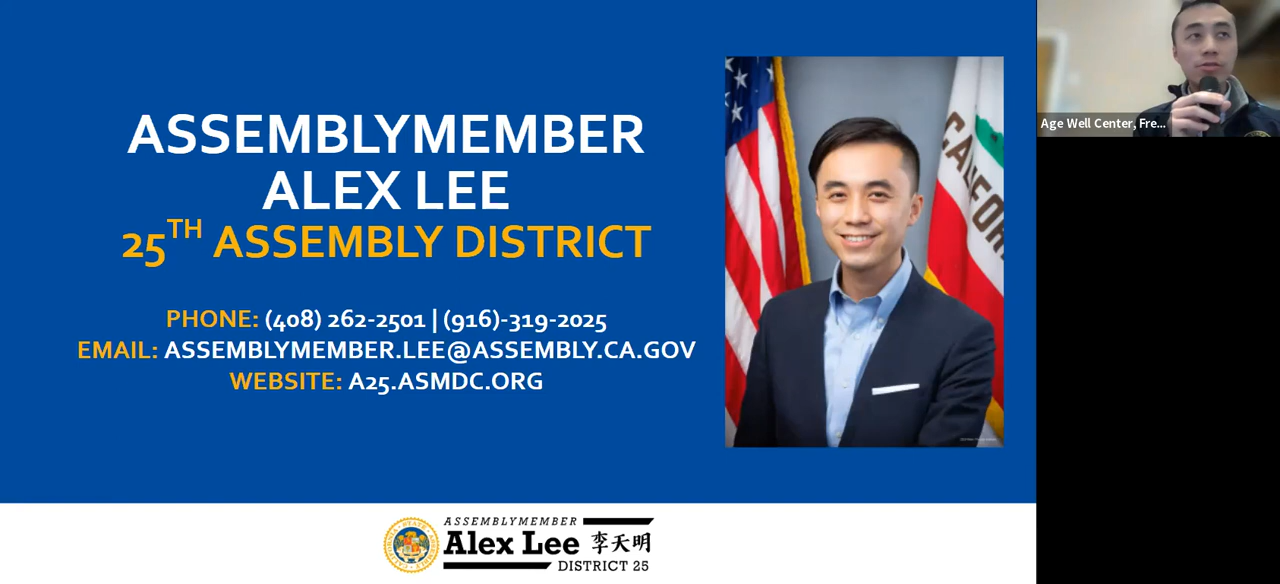 ASSEMBLYMEMBER
ALEX LEE
25TH ASSEMBLY DISTRICT
PHONE: (408) 262-2501 | (916)-319-2025
EMAIL: ASSEMBLYMEMBER.LEE@ASSEMBLY.CA.GOV
WEBSITE: A25.ASMDC.ORG
CALIFOR
ASSEMBLYMEMBER
Alex Lee 李天明
DISTRICT 25
Age Well Center, Fre...